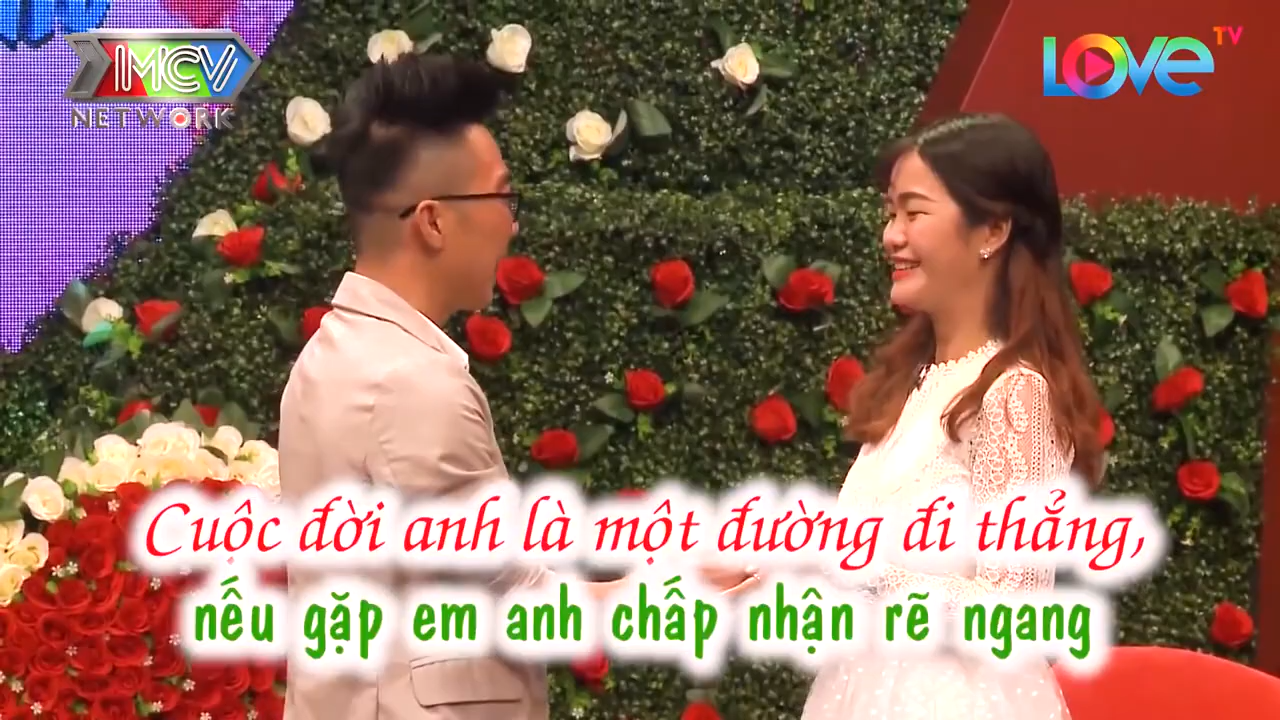 MCV
NETWORK
LOVE TV
Cuộc đời anh là một đường đi thẳng,
nếu gặp em anh chấp nhận rẽ ngang